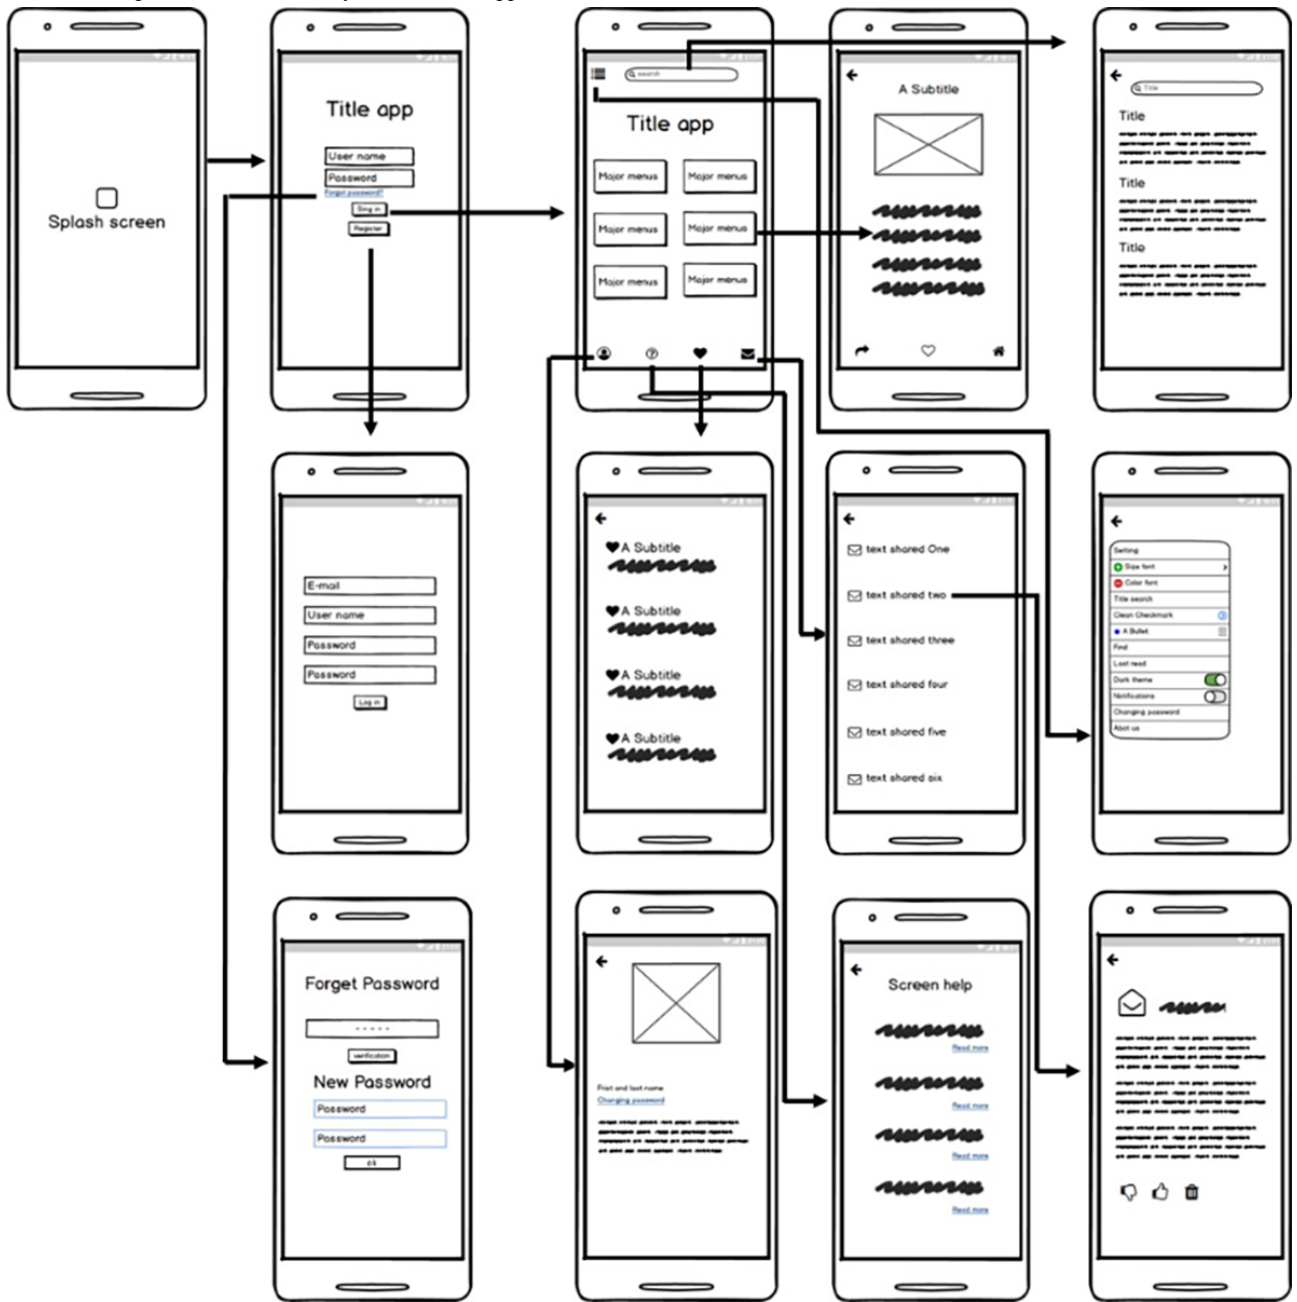 Splash screen
Title app
User name
Password
Forgot password?
Sing in
Register
search
Title app
Major menus
Major menus
Major menus
Major menus
Major menus
Major menus
A Subtitle
Title
Title
Title
Title
E-mail
User name
Password
Password
Log in
A Subtitle
A Subtitle
A Subtitle
A Subtitle
text shared One
text shared two
text shared three
text shared four
text shared five
text shared six
Setting
Size font
Color font
Title search
Clean Checkmark
A Bullet
Find
Last read
Dark theme
Notifications
Changing password
Abot us
Forget Password
verification
New Password
Password
Password
ok
Frist and last name
Changing password
Screen help
Read more
Read more
Read more
Read more